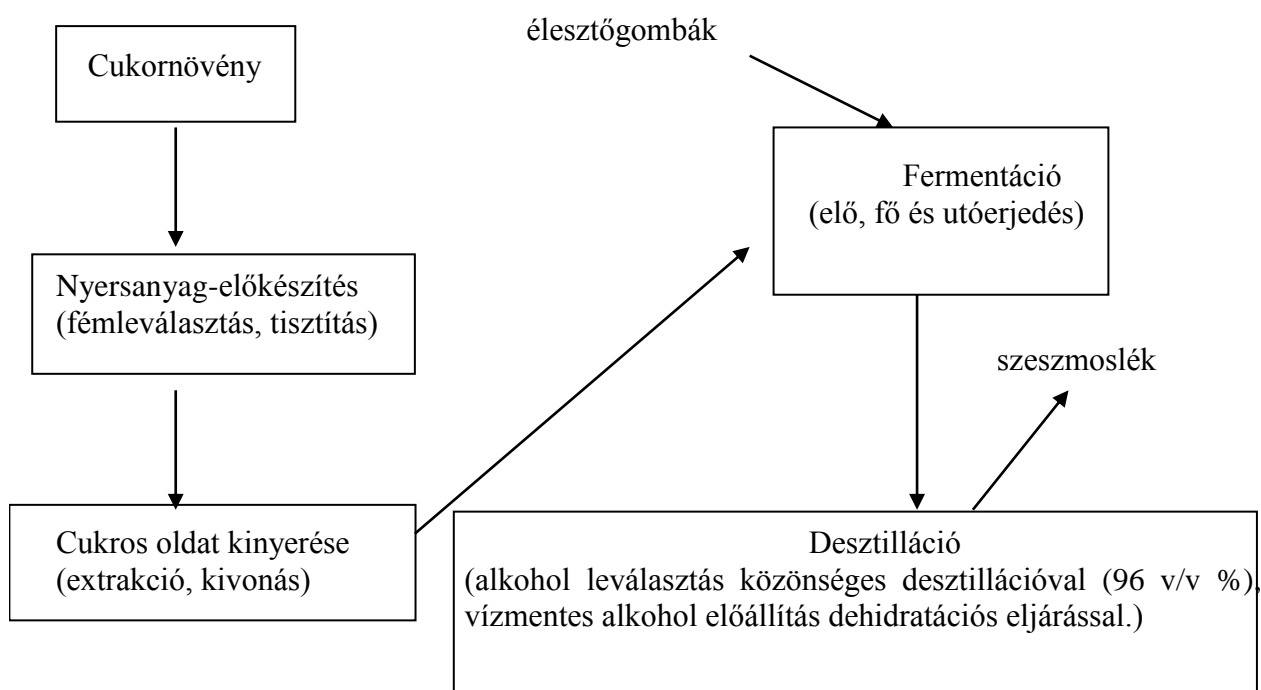 Cukornövény
Nyersanyag-előkészítés
(fémleválasztás, tisztítás)
Cukros oldat kinyerése
(extrakció, kivonás)
élesztőgombák
Fermentáció
(elő, fő és utóerjedés)
szeszmoslék
Desztilláció
(alkohol leválasztás közönséges desztillációval (96 v/v %),
vízmentes alkohol előállítás dehidratációs eljárással.)